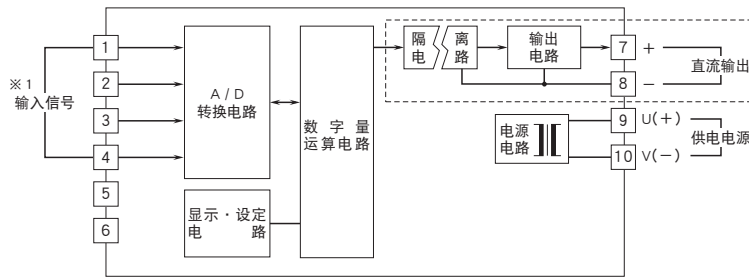 ※1
输入信号
1
2
3
4
5
6
A / D
转换电路
显示・设定
电 路
数 字 量
运算电路
隔 离
电 路
输出
电路
电源
电路
7 +
8 −
9 U(+)
10 V(−)
直流输出
供电电源